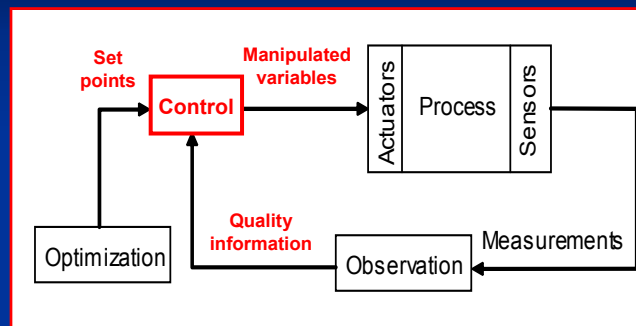 Set
points
Manipulated
variables
Control
Actuators
Process
Sensors
Quality
information
Optimization
Observation
Measurements